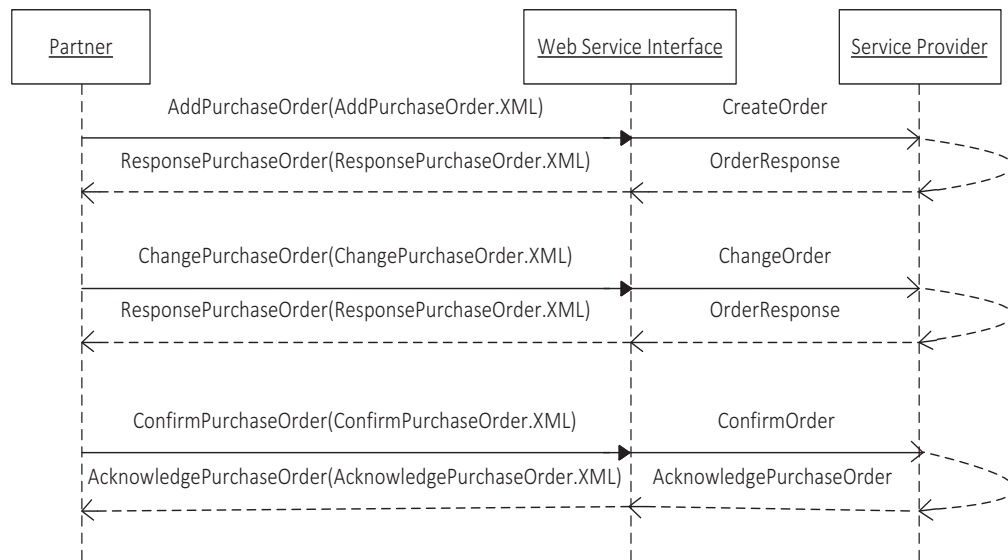 Partner
Web Service Interface
Service Provider
AddPurchaseOrder(AddPurchaseOrder.XML)
CreateOrder
ResponsePurchaseOrder(ResponsePurchaseOrder.XML)
OrderResponse
ChangePurchaseOrder(ChangePurchaseOrder.XML)
ChangeOrder
ResponsePurchaseOrder(ResponsePurchaseOrder.XML)
OrderResponse
ConfirmPurchaseOrder(ConfirmPurchaseOrder.XML)
ConfirmOrder
AcknowledgePurchaseOrder(AcknowledgePurchaseOrder.XML)
AcknowledgePurchaseOrder